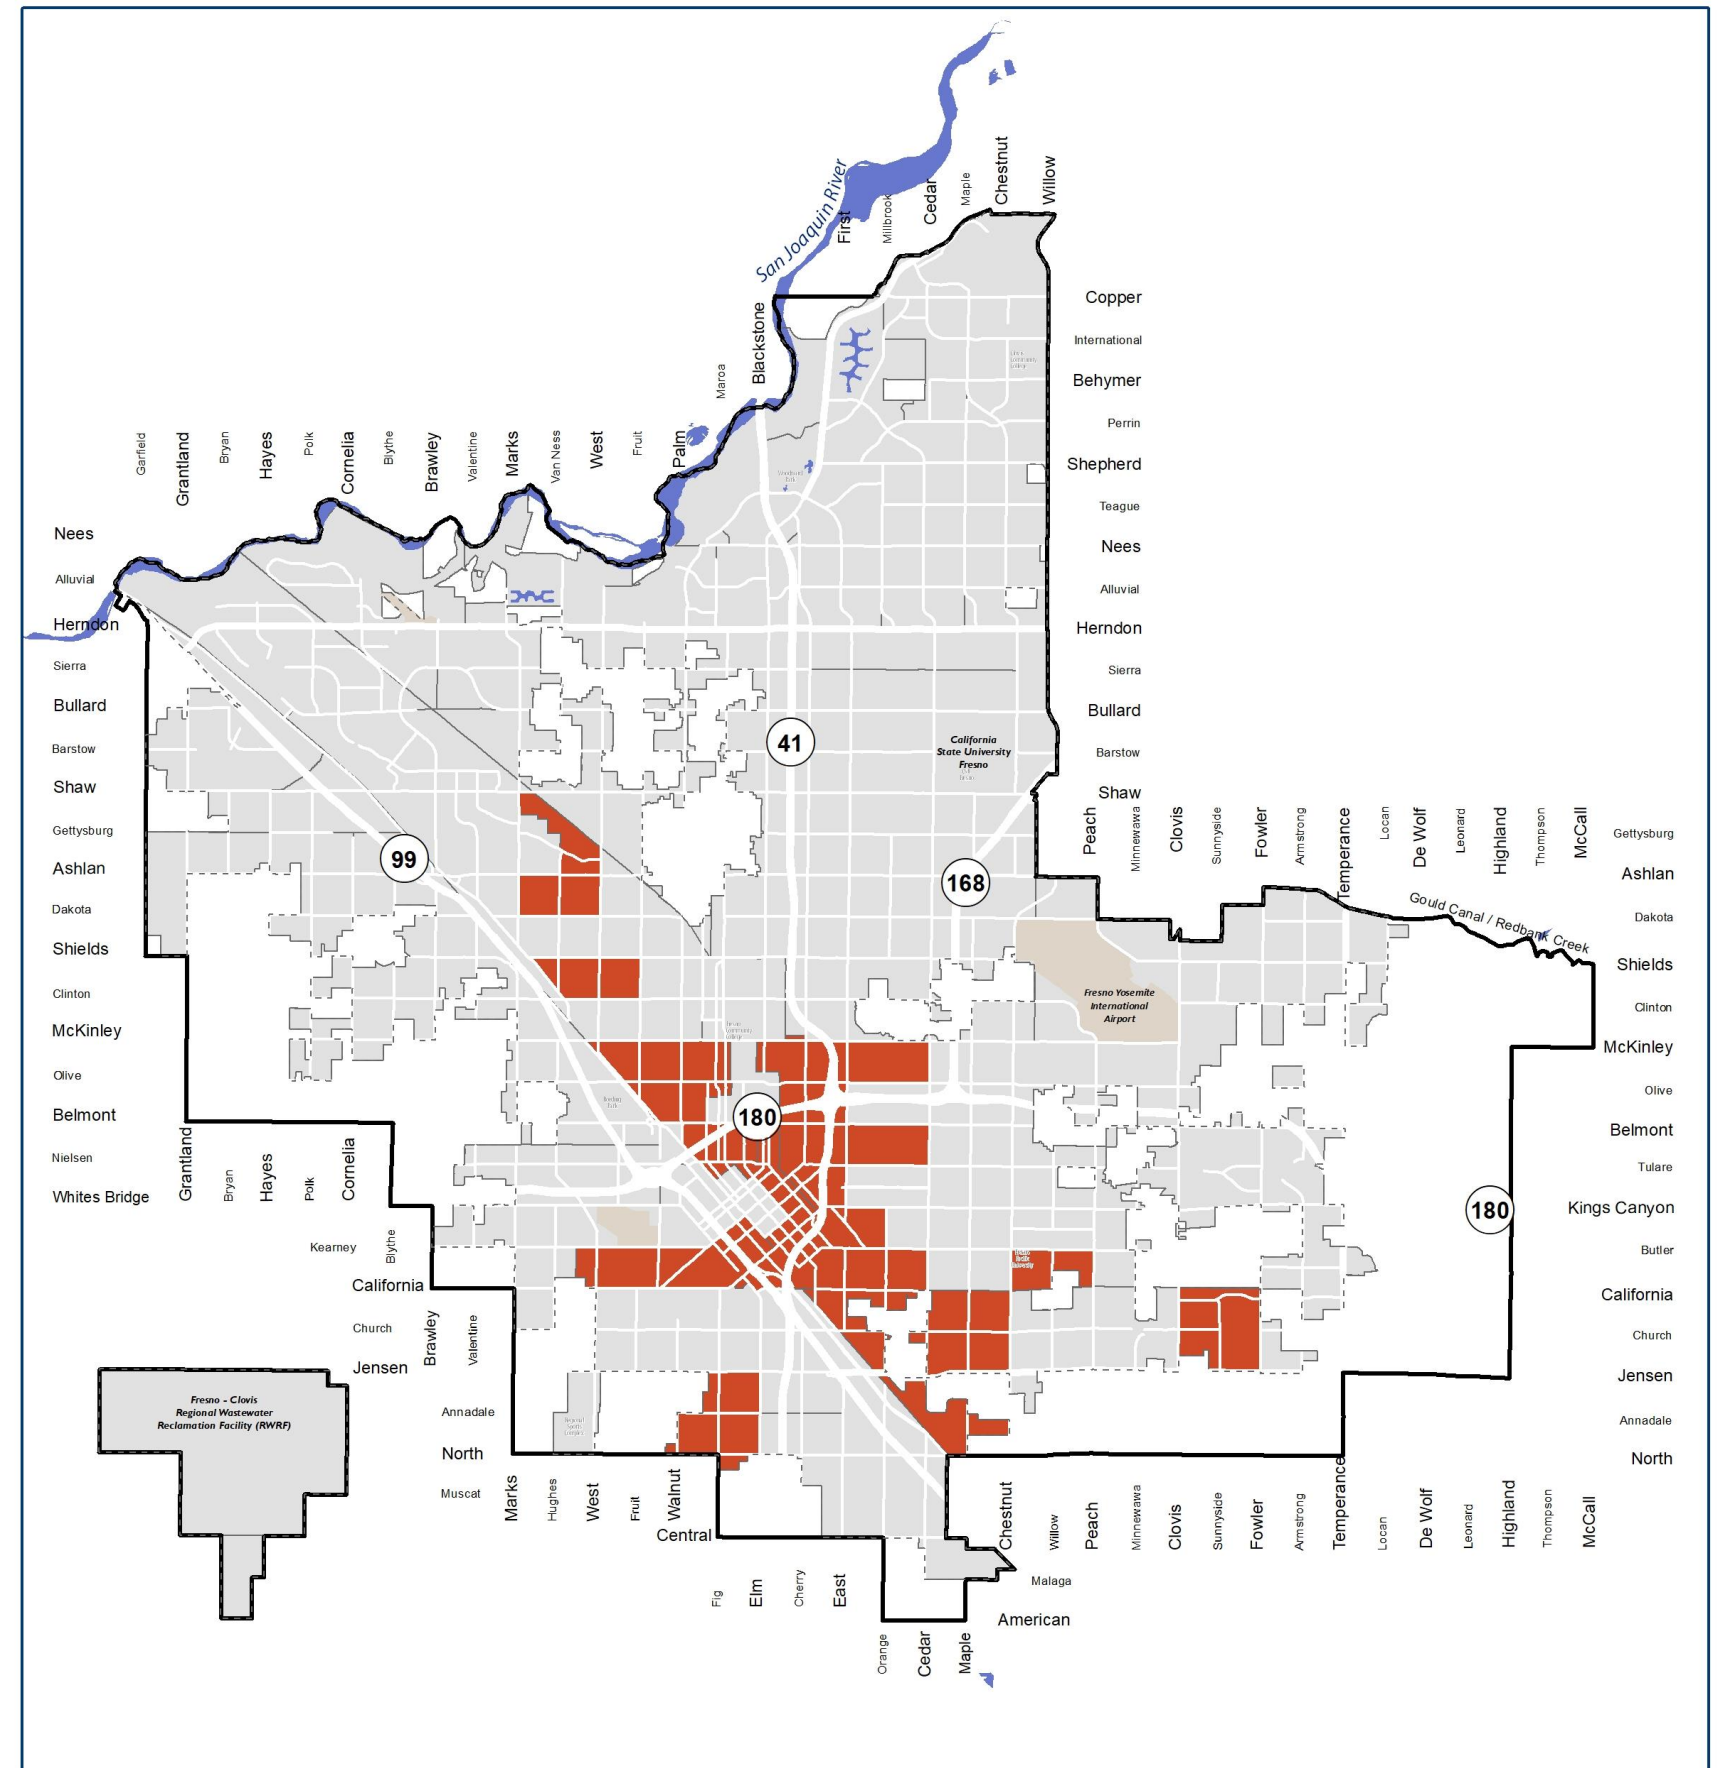 San Joaquin River
First
Millbrook
Cedar
Maple
Chestnut
Willow
Blackstone
Maroa
Palm
Fruit
West
Van Ness
Marks
Valentine
Brawley
Blythe
Cornelia
Polk
Hayes
Bryan
Grantland
Garfield
Copper
International
Behymer
Perrin
Shepherd
Teague
Nees
Alluvial
Herndon
Sierra
Bullard
Barstow
Shaw
Nees
Alluvial
Herndon
Sierra
Bullard
Barstow
Shaw
Gettysburg
Ashlan
Dakota
Shields
Clinton
McKinley
Olive
Belmont
Nielsen
Whites Bridge
41
99
168
180
180
California
State University
Fresno
Peach
Minnewawa
Clovis
Sunnyside
Fowler
Armstrong
Temperance
Locan
De Wolf
Leonard
Highland
Thompson
McCall
Gettysburg
Ashlan
Dakota
Shields
Clinton
McKinley
Olive
Belmont
Tulare
Kings Canyon
Butler
California
Church
Jensen
Annadale
North
Gould Canal / Redbank Creek
Fresno Yosemite
International
Airport
Grantland
Bryan
Hayes
Polk
Cornelia
Kearney
Blythe
California
Church
Brawley
Valentine
Jensen
Annadale
North
Muscat
Fresno - Clovis
Regional Wastewater
Reclamation Facility (RWRF)
Marks
Hughes
West
Fruit
Walnut
Central
Fig
Elm
Cherry
East
Orange
Cedar
Maple
American
Malaga
Chestnut
Willow
Peach
Minnewawa
Clovis
Sunnyside
Fowler
Armstrong
Temperance
Locan
De Wolf
Leonard
Highland
Thompson
McCall